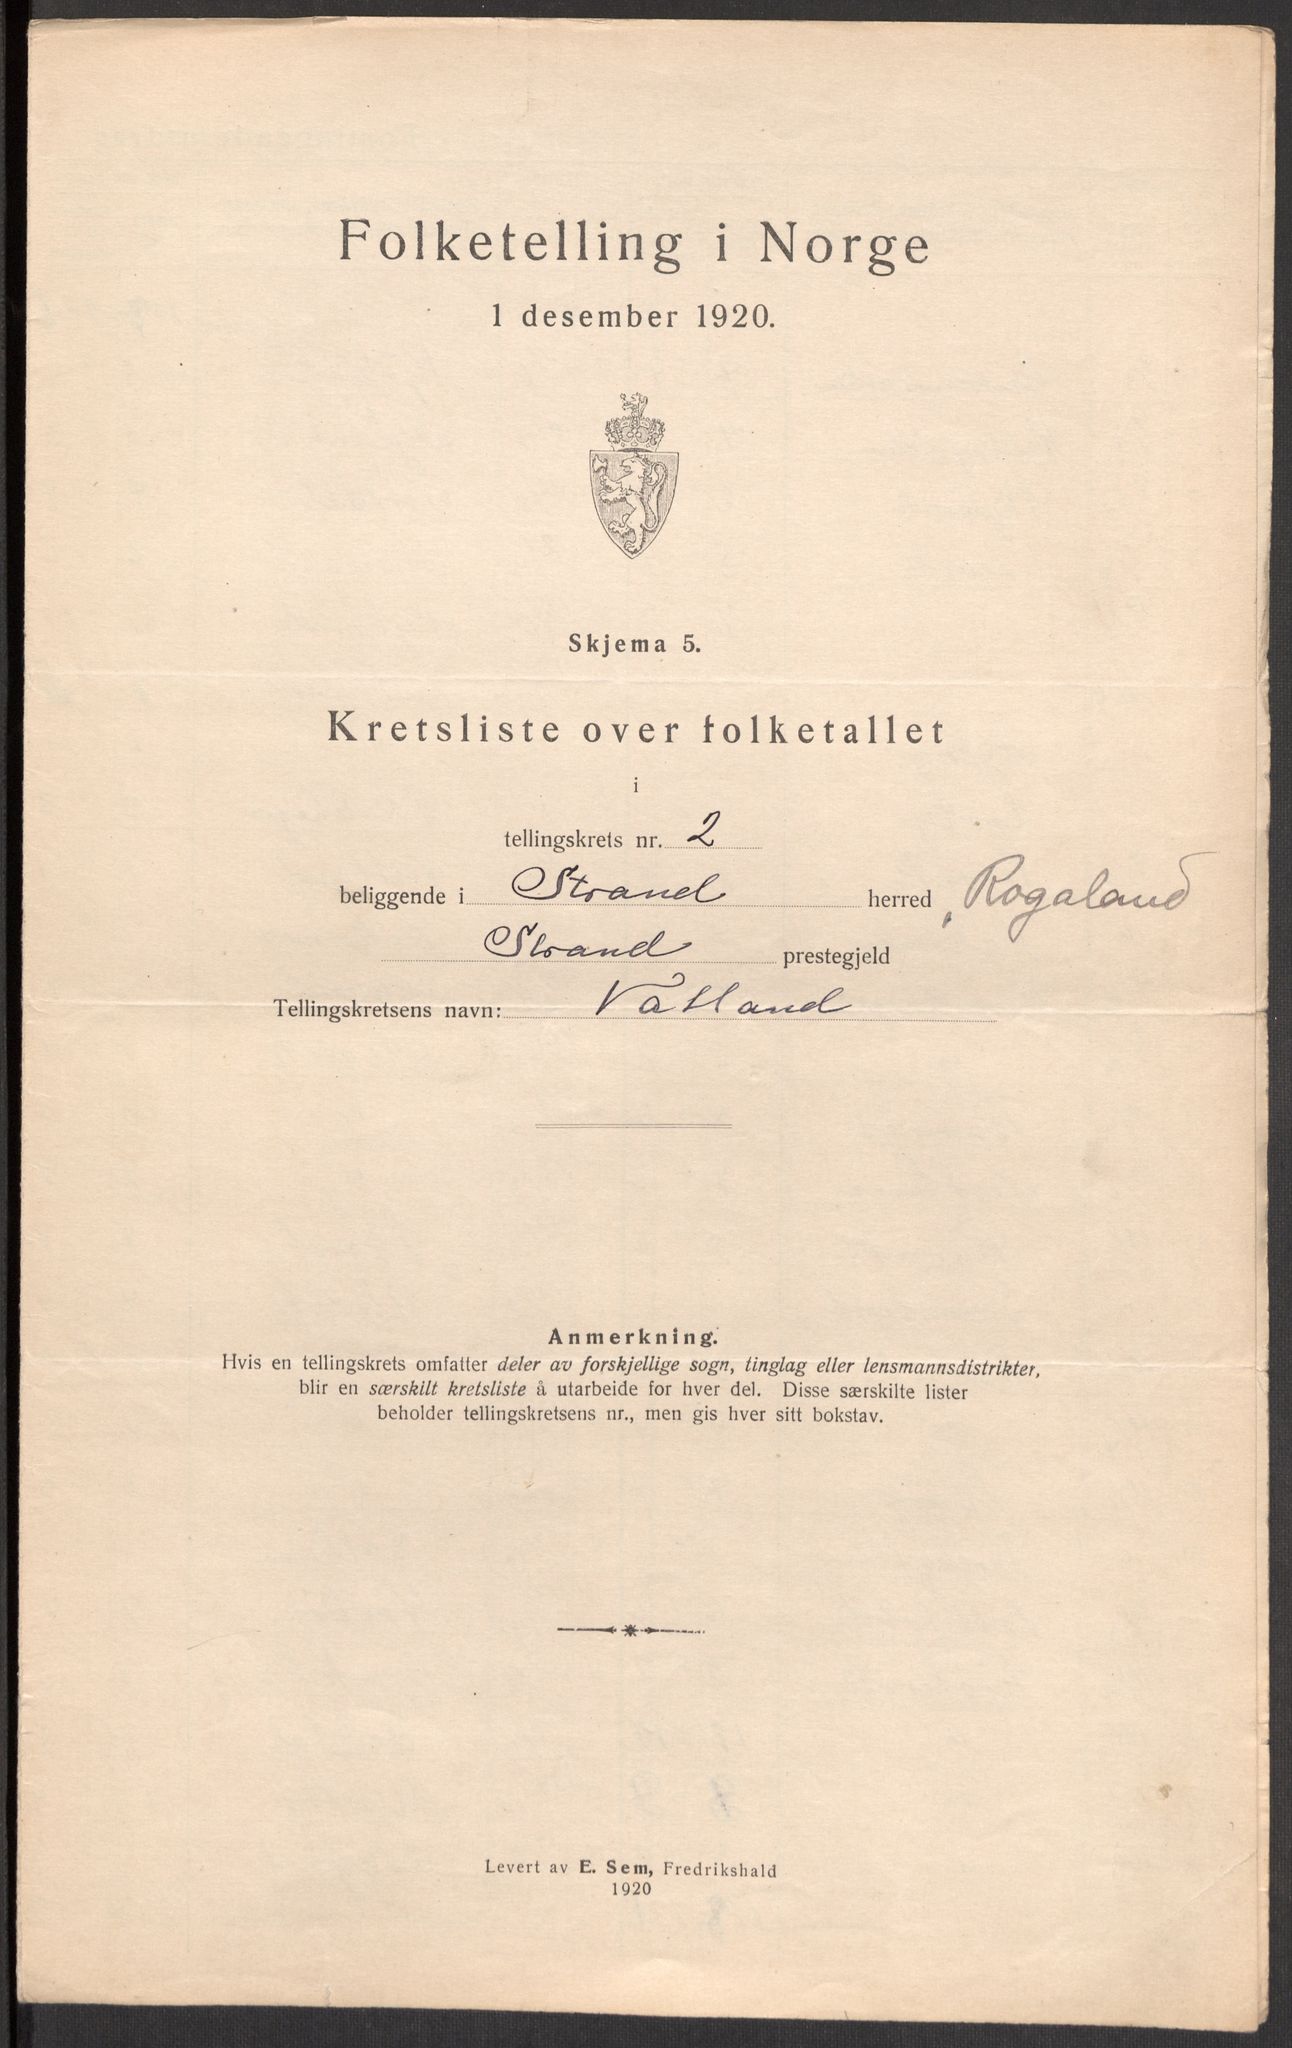 Folketelling i Norge
1 desember 1920.
Skjema 5.
Kretsliste over folketallet
i
tellingskrets nr. 2
beliggende i Strand herred, Rogaland
Strand prestegjeld
Tellingskretsens navn: Våtland
Anmerkning.
Hvis en tellingskrets omfatter deler av forskjellige sogn, tinglag eller lensmannsdistrikter,
blir en særskilt kretsliste å utarbeide for hver del. Disse særskilte lister
beholder tellingskretsens nr., men gis hver sitt bokstav.
Levert av E. Sem, Fredrikshald
1920